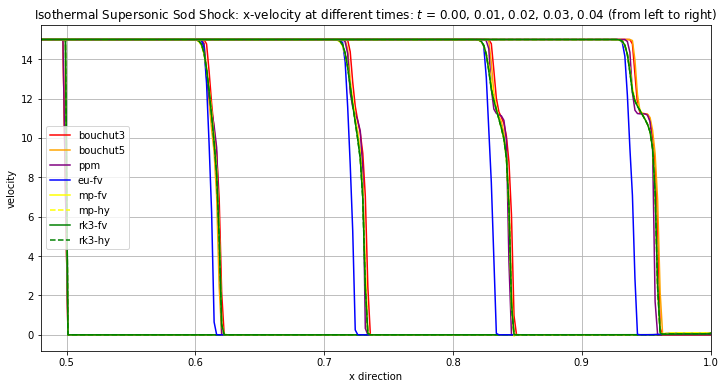 Isothermal Supersonic Sod Shock: x-velocity at different times: t = 0.00, 0.01, 0.02, 0.03, 0.04 (from left to right)
14
12
10
8
6
4
2
0
velocity
bouchut3
bouchut5
ppm
eu-fv
mp-fv
mp-hy
rk3-fv
rk3-hy
0.5 0.6 0.7 0.8 0.9 1.0
x direction